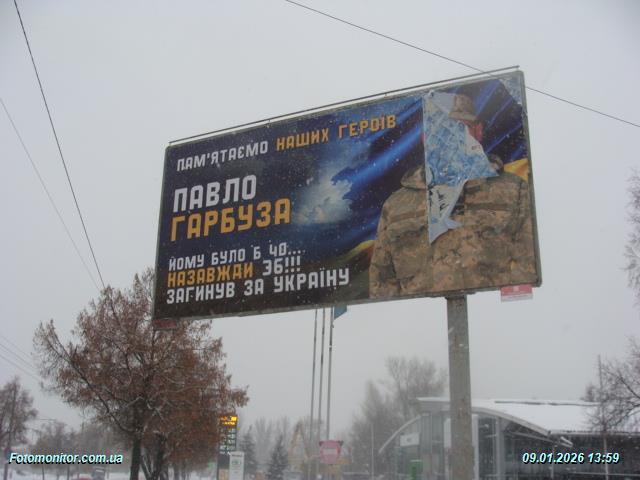 ПАМ'ЯТАЄМО НАШИХ ГЕРОЇВ
ПАВЛО
ГАРБУЗА
ЙОМУ БУЛО Б 40...
НАЗАВЖДИ 36!!!
ЗАГИНУВ ЗА УКРАЇНУ
Fotomonitor.com.ua
09.01.2026 13:59